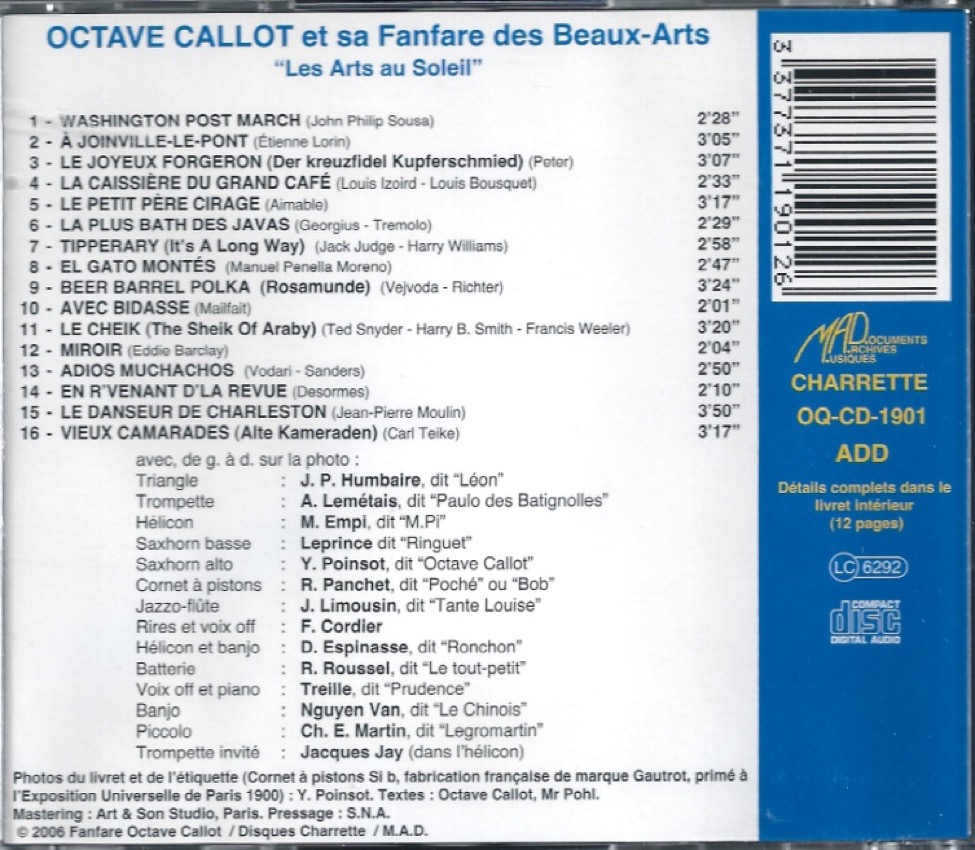 OCTAVE CALLOT et sa Fanfare des Beaux-Arts
"Les Arts au Soleil"
1 - WASHINGTON POST MARCH (John Philip Sousa) 2'28"
2 - À JOINVILLE-LE-PONT (Étienne Lorin) 3'05"
3 - LE JOYEUX FORGERON (Der kreuzfidel Kupferschmied) (Peter) 3'07"
4 - LA CAISSIÈRE DU GRAND CAFÉ (Louis Izoird - Louis Bousquet) 2'33"
5 - LE PETIT PÈRE CIRAGE (Aimable) 3'17"
6 - LA PLUS BATH DES JAVAS (Georgius - Tremolo) 2'29"
7 - TIPPERARY (It's A Long Way) (Jack Judge - Harry Williams) 2'58"
8 - EL GATO MONTÉS (Manuel Penella Moreno) 2'47"
9 - BEER BARREL POLKA (Rosamunde) (Vejvoda - Richter) 3'24"
10 - AVEC BIDASSE (Mailfait) 2'01"
11 - LE CHEIK (The Sheik Of Araby) (Ted Snyder - Harry B. Smith - Francis Weeler) 3'20"
12 - MIROIR (Eddie Barclay) 2'04"
13 - ADIOS MUCHACHOS (Vodari - Sanders) 2'50"
14 - EN R'VENANT D'LA REVUE (Desormes) 2'10"
15 - LE DANSEUR DE CHARLESTON (Jean-Pierre Moulin) 3'50"
16 - VIEUX CAMARADES (Alte Kameraden) (Carl Teike) 3'17"
avec, de g. à d. sur la photo :
Triangle : J. P. Humbaire, dit "Léon"
Trompette : A. Lemétais, dit "Paulo des Batignolles"
Hélicon : M. Empi, dit "M.Pi"
Saxhorn basse : Leprince dit "Ringuet"
Saxhorn alto : Y. Poinsot, dit "Octave Callot"
Cornet à pistons : R. Panchet, dit "Poché" ou "Bob"
Jazzo-flûte : J. Limousin, dit "Tante Louise"
Rires et voix off : F. Cordier
Hélicon et banjo : D. Espinasse, dit "Ronchon"
Batterie : R. Roussel, dit "Le tout-petit"
Voix off et piano : Treille, dit "Prudence"
Banjo : Nguyen Van, dit "Le Chinois"
Piccolo : Ch. E. Martin, dit "Legromartin"
Trompette invité : Jacques Jay (dans l'hélicon)
Photos du livret et de l'étiquette (Cornet à pistons Si b, fabrication française de marque Gautrot, primé à
l'Exposition Universelle de Paris 1900) : Y. Poinsot. Textes : Octave Callot, Mr Pohl.
Mastering : Art & Son Studio, Paris. Pressage : S.N.A.
© 2006 Fanfare Octave Callot / Disques Charrette / M.A.D.
3 377371 190126
MAD
DOCUMENTS
ARCHIVES
MUSIQUES
CHARRETTE
OQ-CD-1901
ADD
Détails complets dans le
livret intérieur
(12 pages)
LC 6292
COMPACT
disc
DIGITAL AUDIO